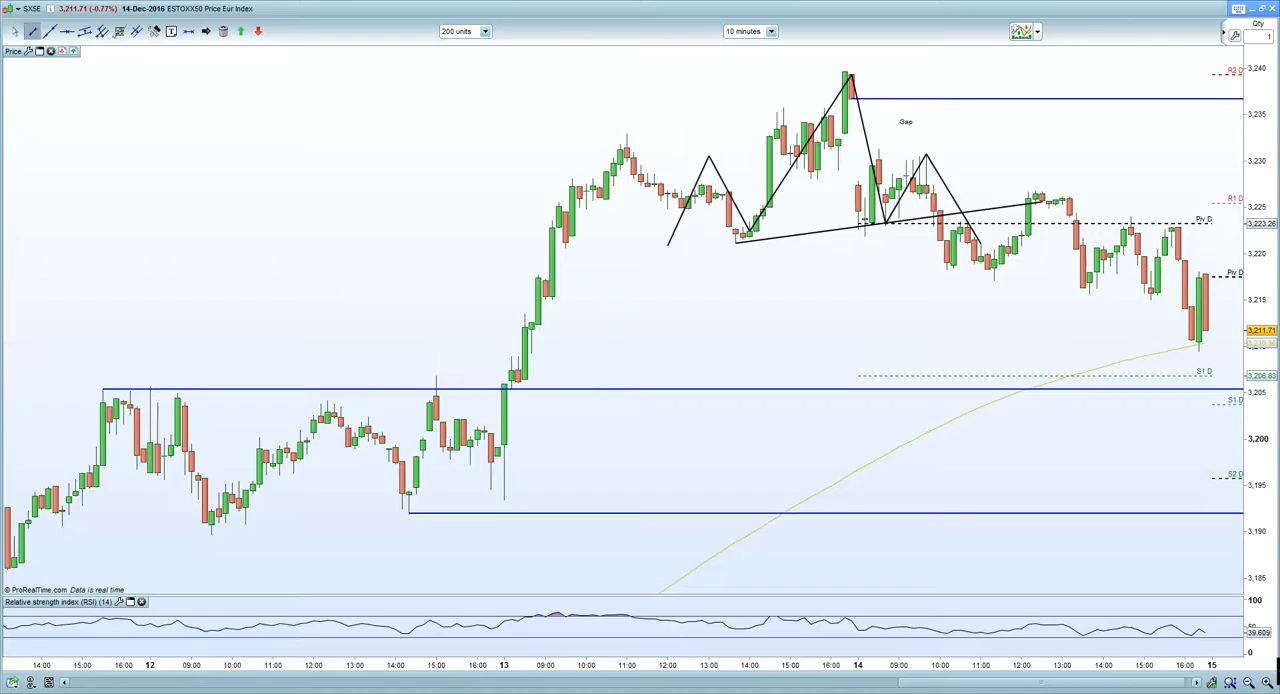 SX5E 3,211.71 (-0.77%) 14-Dec-2016 ESTOXX50 Price Eur Index
200 units
10 minutes
Qty
1
Price
3,240
R2 D
Gap
3,235
3,230
R1 D
3,225
Piv D
3,223.26
3,220
Piv D
3,215
3,211.71
S1 D
3,206.83
3,205
S1 D
3,200
S2 D
3,195
3,190
3,185
© ProRealTime.com Data is real time
Relative strength index (RSI) (14)
100
50
39.609
0
14:00 15:00 16:00 12 09:00 10:00 11:00 12:00 13:00 14:00 15:00 13 09:00 10:00 11:00 12:00 13:00 14:00 15:00 16:00 14 09:00 10:00 11:00 12:00 13:00 14:00 15:00 16:00 15